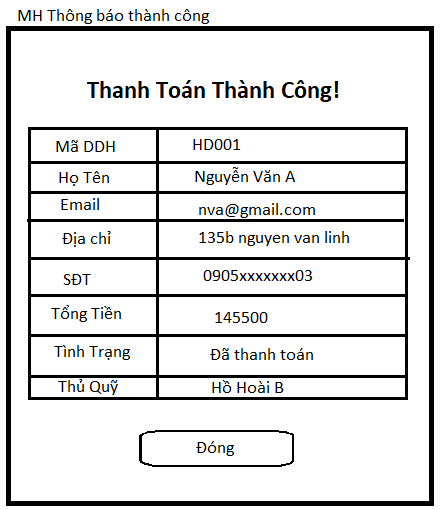 MH Thông báo thành công
Thanh Toán Thành Công!
Mã DDH HD001
Họ Tên Nguyễn Văn A
Email nva@gmail.com
Địa chỉ 135b nguyen van linh
SĐT 0905xxxxxxx03
Tổng Tiền 145500
Tình Trạng Đã thanh toán
Thủ Quỹ Hồ Hoài B
Đóng